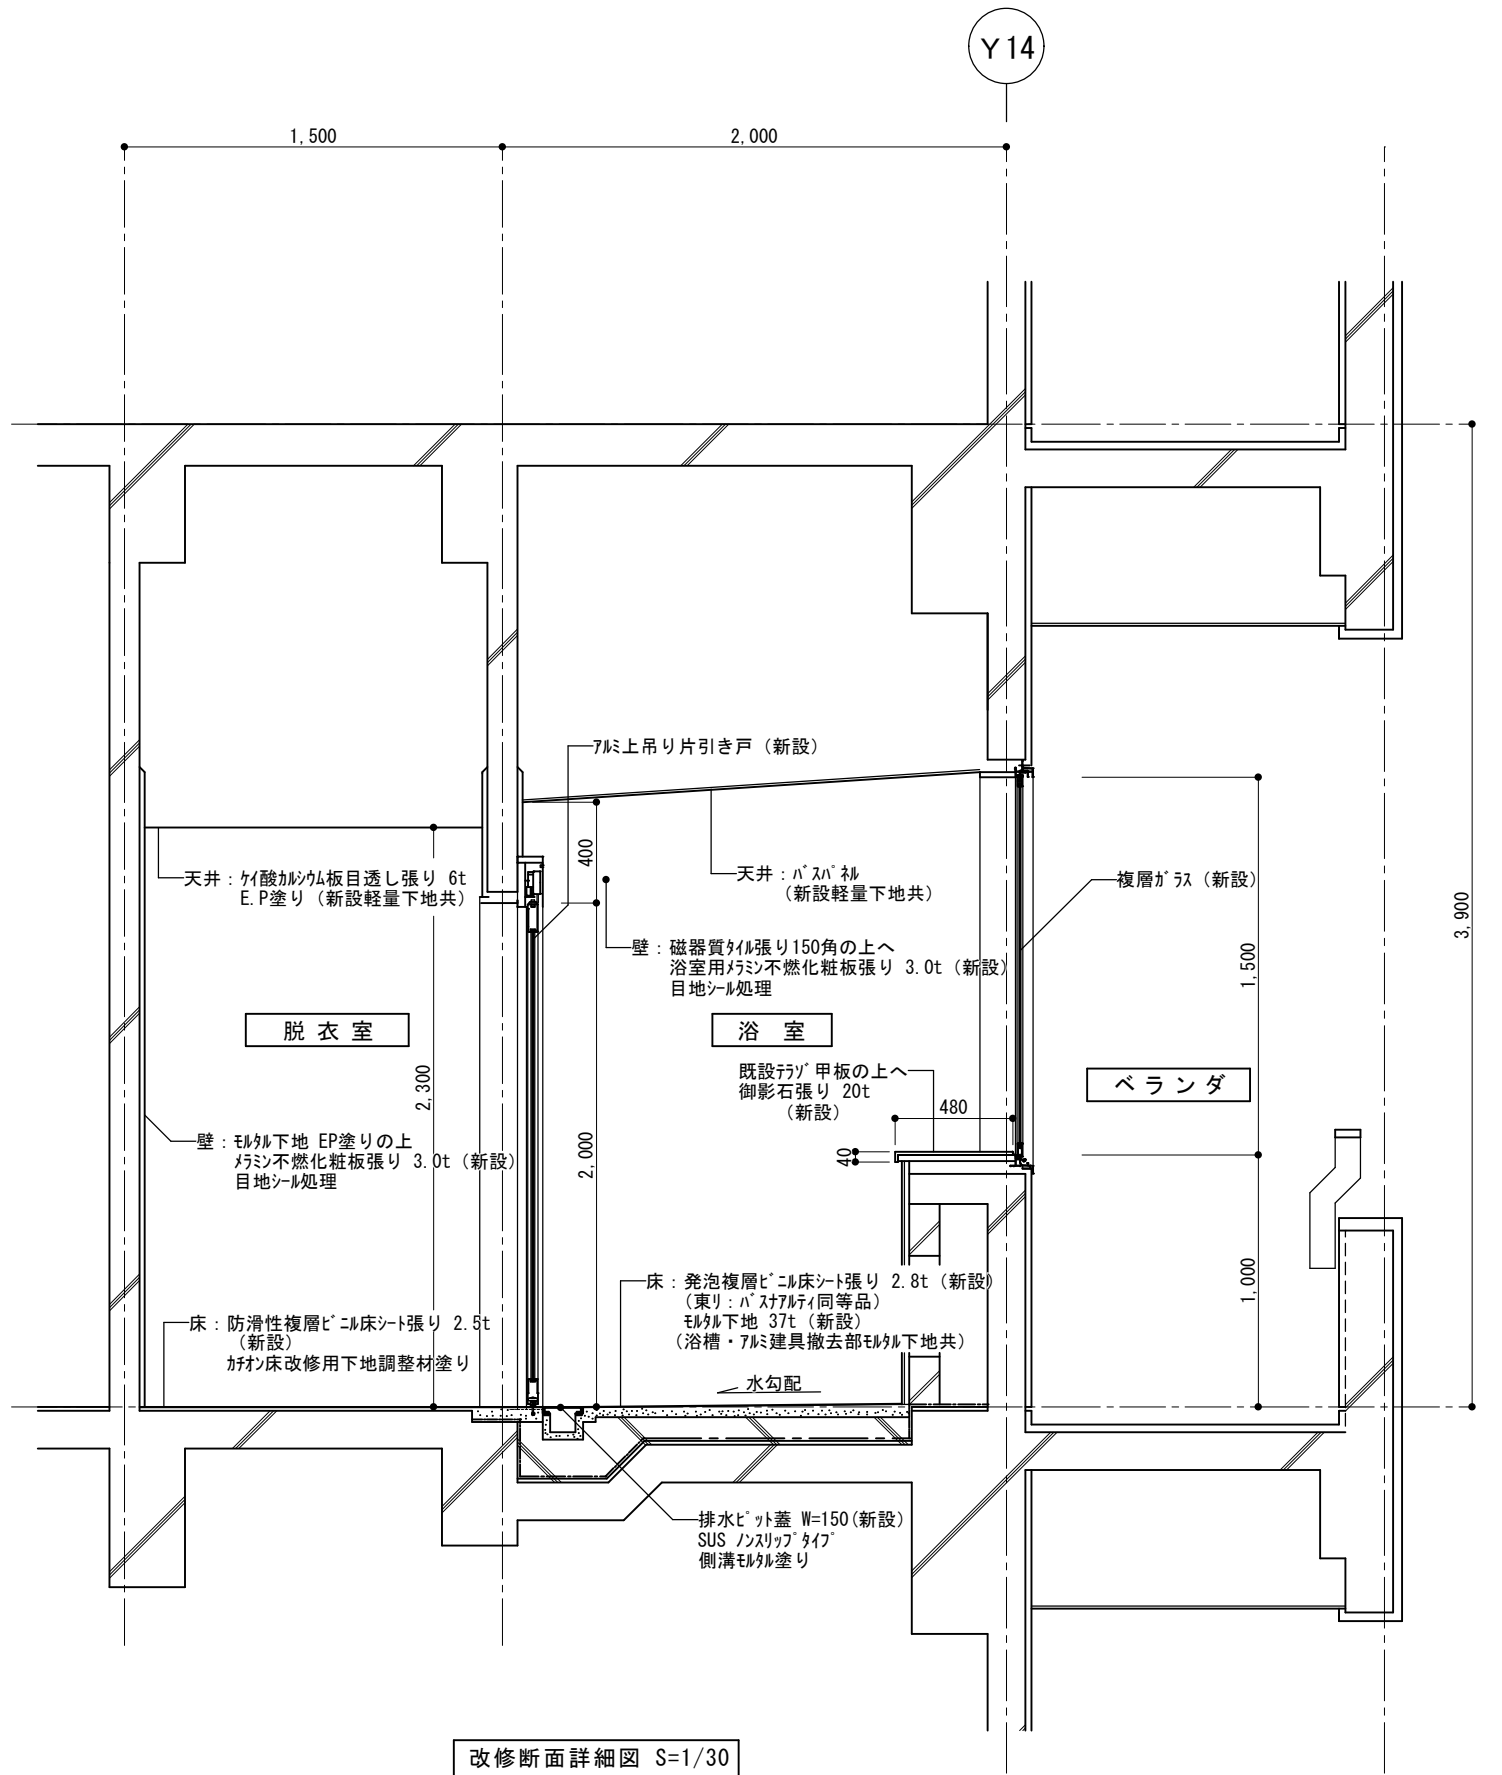 Y14
1,500
2,000
ｱﾙﾐ上吊り片引き戸（新設）
400
天井：ｹｲ酸ｶﾙｼｳﾑ板目透し張り 6t
E.P塗り（新設軽量下地共）
天井：ﾊﾞｽﾊﾟﾈﾙ
（新設軽量下地共）
複層ｶﾞﾗｽ（新設）
3,900
壁：磁器質ﾀｲﾙ張り150角の上へ
浴室用ﾒﾗﾐﾝ不燃化粧板張り 3.0t（新設）
目地ｼｰﾙ処理
1,500
脱衣室
浴室
2,300
既設ﾃﾗｿﾞ甲板の上へ
御影石張り 20t
（新設）
ベランダ
480
40
2,000
壁：ﾓﾙﾀﾙ下地 EP塗りの上
ﾒﾗﾐﾝ不燃化粧板張り 3.0t（新設）
目地ｼｰﾙ処理
1,000
床：発泡複層ﾋﾞﾆﾙ床ｼｰﾄ張り 2.8t（新設）
（東リ：ﾊﾞｽﾅｱﾙﾃｨ同等品）
ﾓﾙﾀﾙ下地 37t（新設）
（浴槽・ｱﾙﾐ建具撤去部ﾓﾙﾀﾙ下地共）
床：防滑性複層ﾋﾞﾆﾙ床ｼｰﾄ張り 2.5t
（新設）
ｶﾁｵﾝ床改修用下地調整材塗り
水勾配
排水ﾋﾟｯﾄ蓋 W=150(新設)
SUS ﾉﾝｽﾘｯﾌﾟﾀｲﾌﾟ
側溝ﾓﾙﾀﾙ塗り
改修断面詳細図 S=1/30